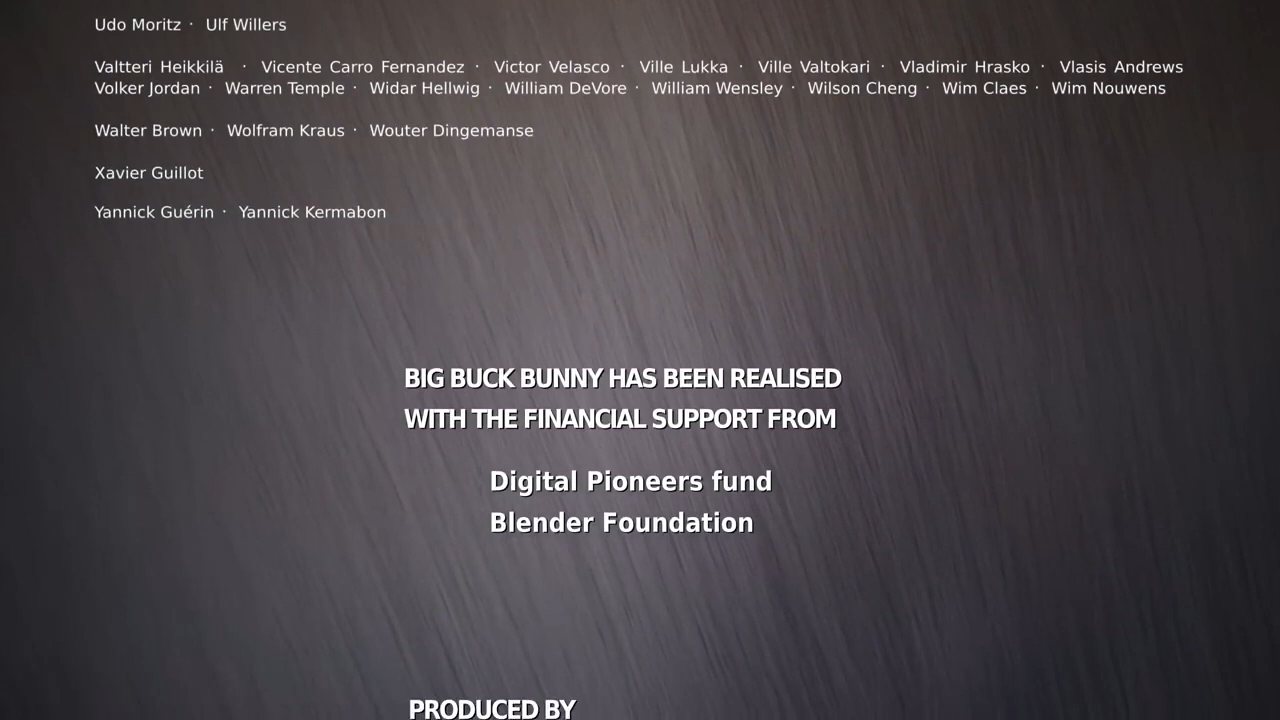 Udo Moritz · Ulf Willers
Valtteri Heikkilä · Vicente Carro Fernandez · Victor Velasco · Ville Lukka · Ville Valtokari · Vladimir Hrasko · Vlasis Andrews
Volker Jordan · Warren Temple · Widar Hellwig · William DeVore · William Wensley · Wilson Cheng · Wim Claes · Wim Nouwens
Walter Brown · Wolfram Kraus · Wouter Dingemanse
Xavier Guillot
Yannick Guérin · Yannick Kermabon
BIG BUCK BUNNY HAS BEEN REALISED
WITH THE FINANCIAL SUPPORT FROM
Digital Pioneers fund
Blender Foundation
PRODUCED BY